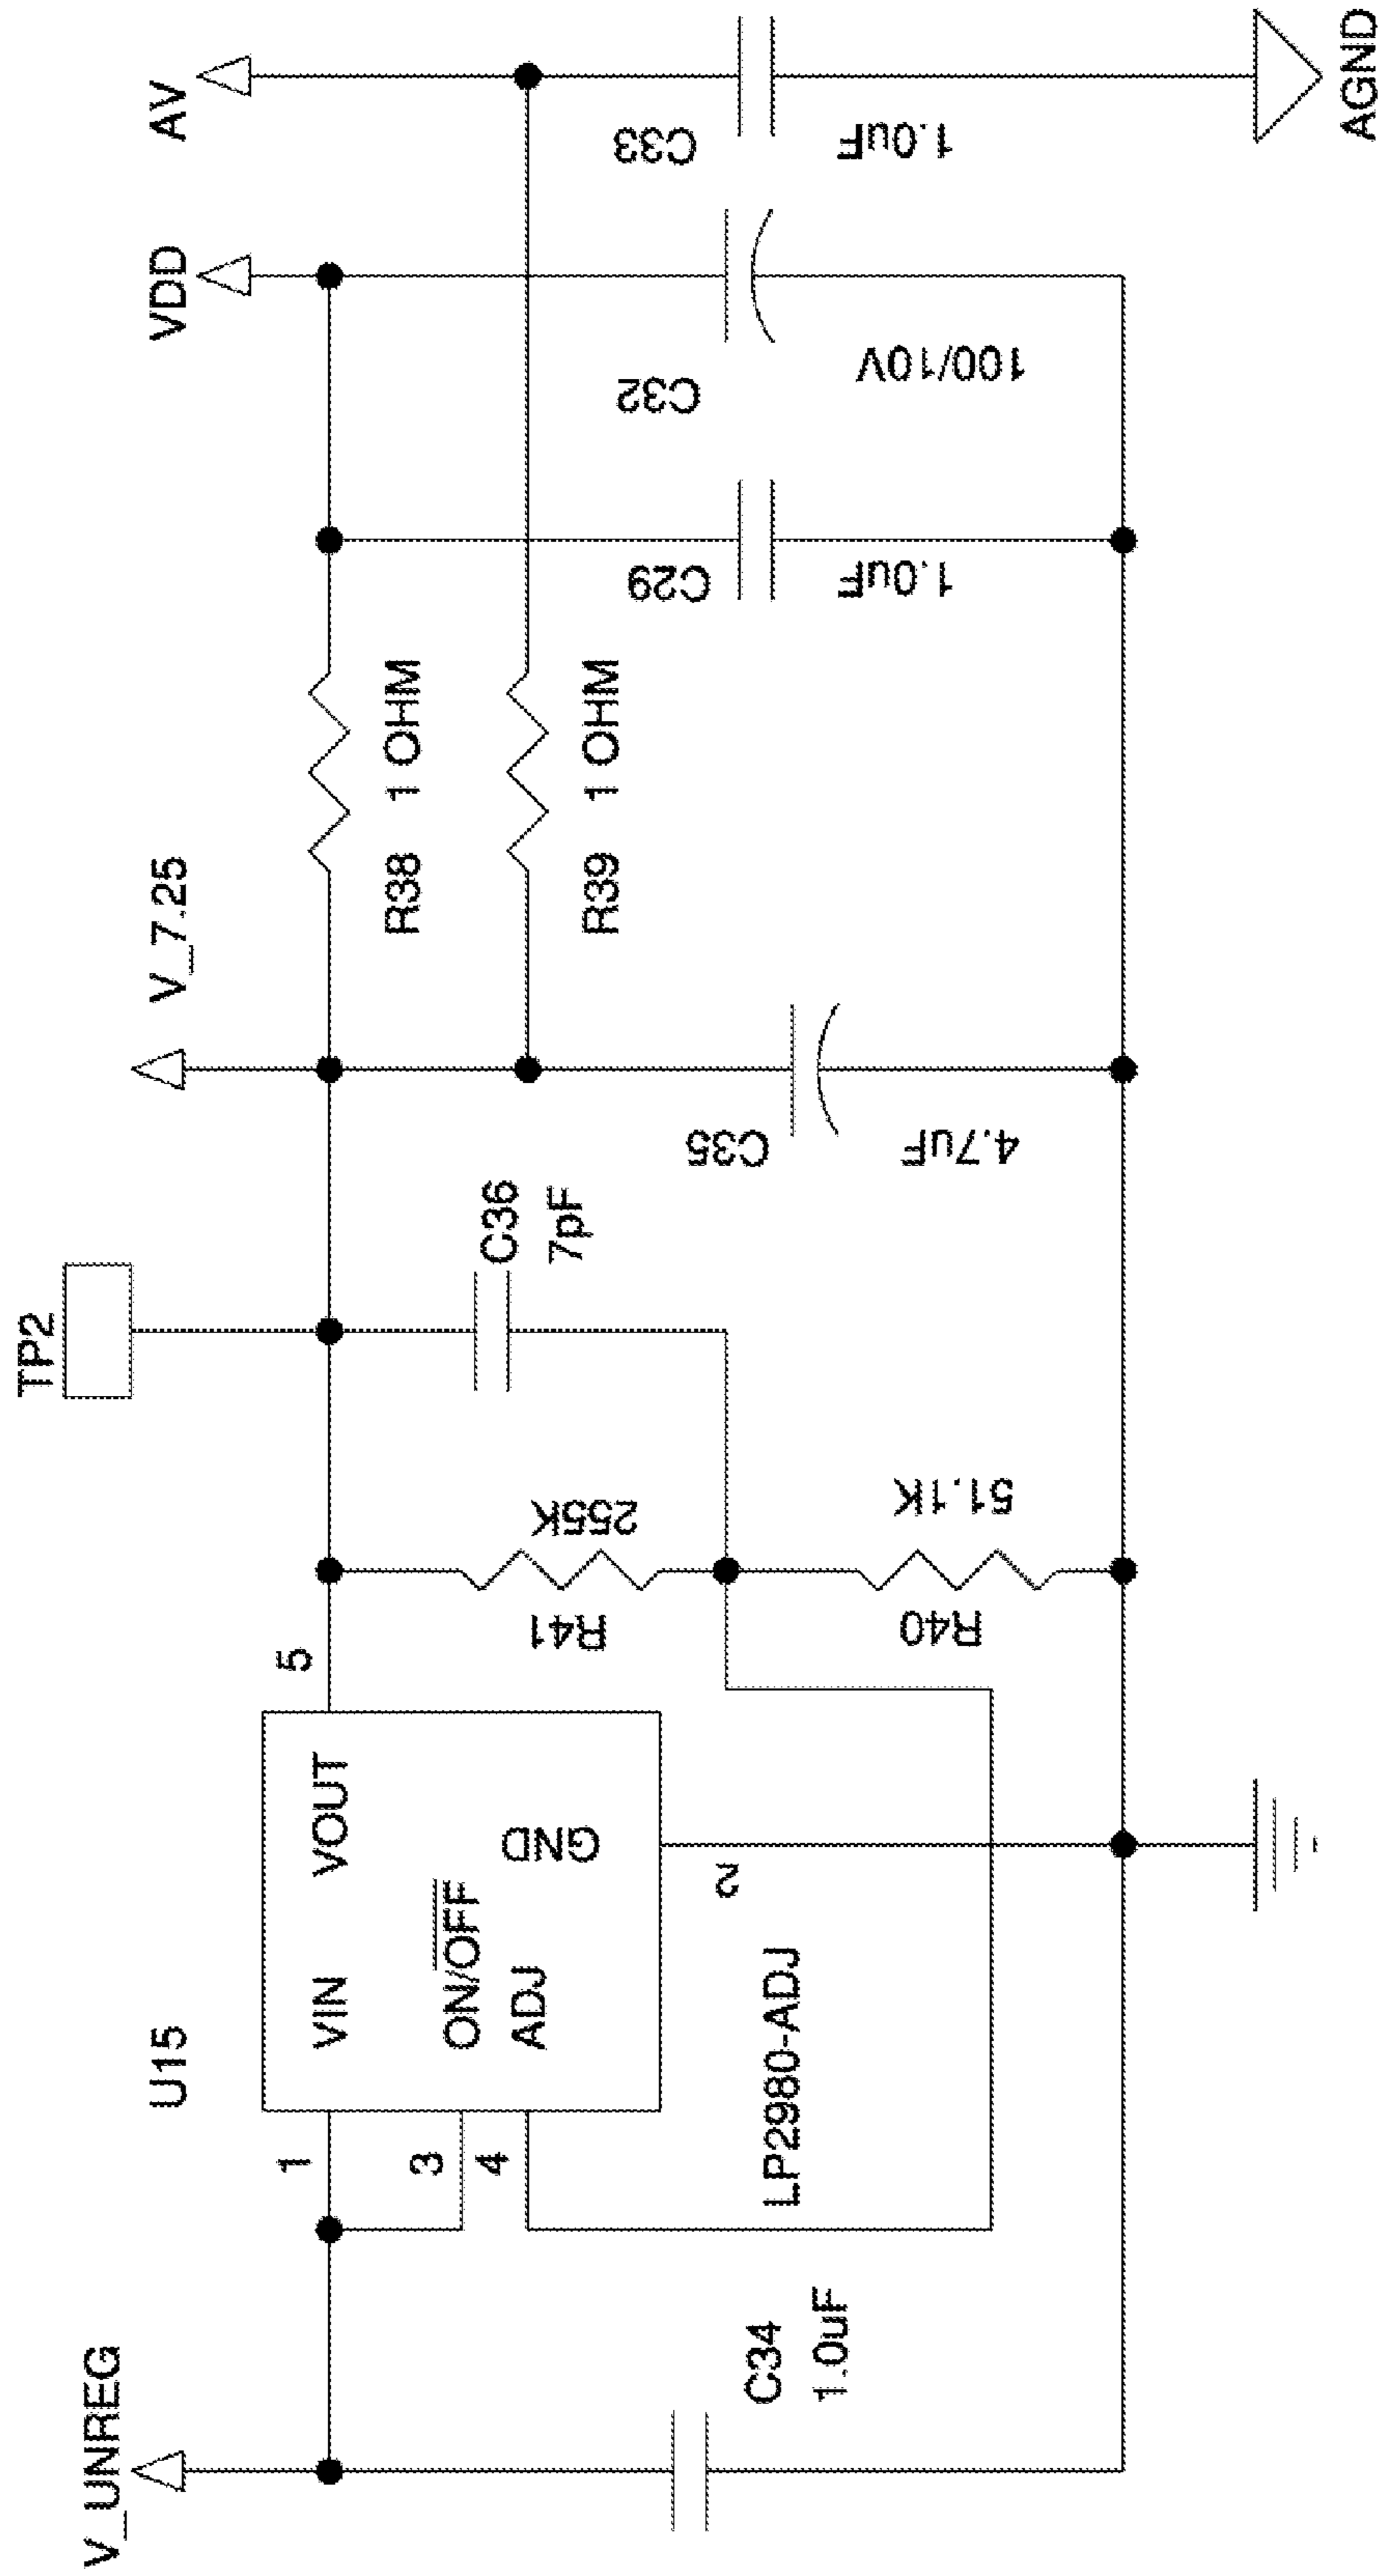 V_UNREG
U15
TP2
V_7.25
VDD
AV
1
VIN
VOUT
5
3
ON/OFF
4
ADJ
GND
2
LP2980-ADJ
C34
1.0uF
R41
255K
R40
51.1K
C36
7pF
C35
4.7uF
R38 1 OHM
R39 1 OHM
C29
1.0uF
C32
100/10V
C33
1.0uF
AGND